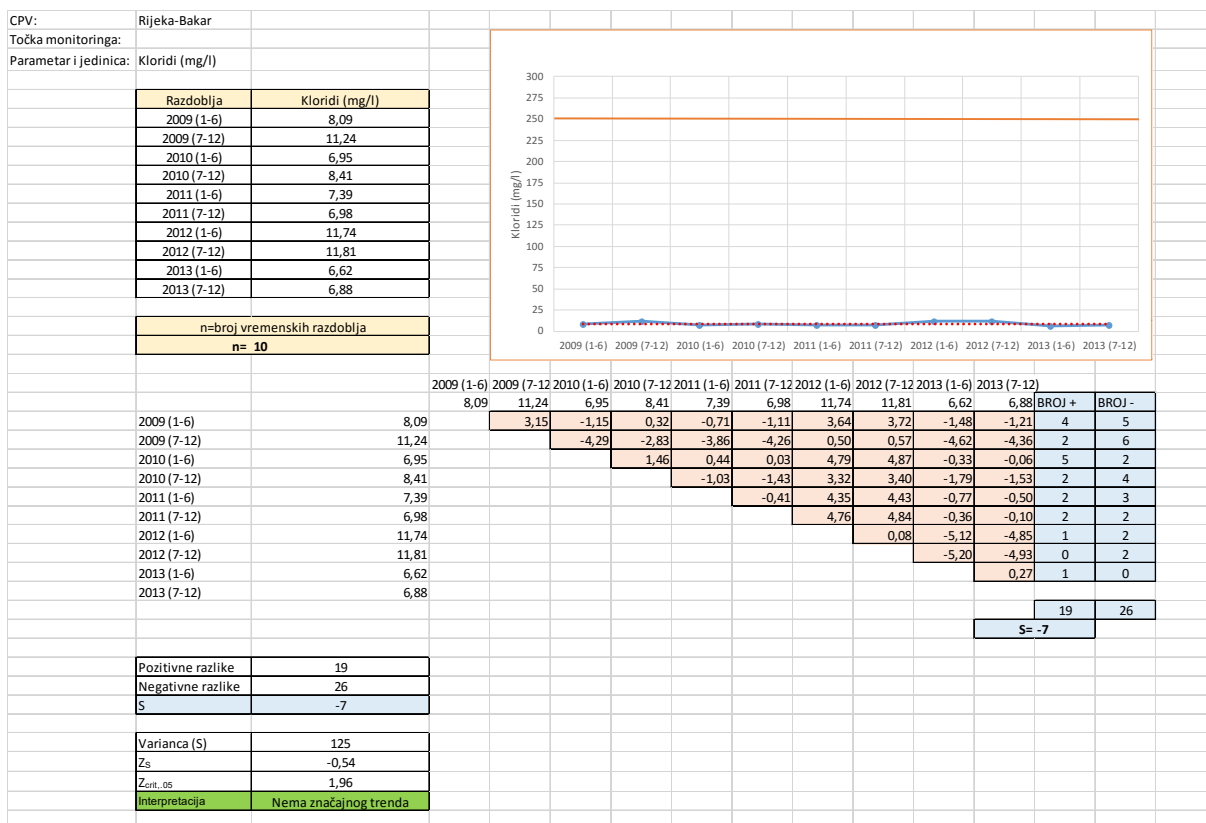 CPV: Rijeka-Bakar
Točka monitoringa:
Parametar i jedinica: Kloridi (mg/l)
Razdoblja Kloridi (mg/l)
2009 (1-6) 8,09
2009 (7-12) 11,24
2010 (1-6) 6,95
2010 (7-12) 8,41
2011 (1-6) 7,39
2011 (7-12) 6,98
2012 (1-6) 11,74
2012 (7-12) 11,81
2013 (1-6) 6,62
2013 (7-12) 6,88
n=broj vremenskih razdoblja
n= 10
Kloridi (mg/l)
300
275
250
225
200
175
150
125
100
75
50
25
0
2009 (1-6) 2009 (7-12) 2010 (1-6) 2010 (7-12) 2011 (1-6) 2011 (7-12) 2012 (1-6) 2012 (7-12) 2013 (1-6) 2013 (7-12)
2009 (1-6) 2009 (7-12 2010 (1-6) 2010 (7-12 2011 (1-6) 2011 (7-12 2012 (1-6) 2012 (7-12 2013 (1-6) 2013 (7-12)
8,09 11,24 6,95 8,41 7,39 6,98 11,74 11,81 6,62 6,88 BROJ + BROJ -
2009 (1-6) 8,09 3,15 -1,15 0,32 -0,71 -1,11 3,64 3,72 -1,48 -1,21 4 5
2009 (7-12) 11,24 -4,29 -2,83 -3,86 -4,26 0,50 0,57 -4,62 -4,36 2 6
2010 (1-6) 6,95 1,46 0,44 0,03 4,79 4,87 -0,33 -0,06 5 2
2010 (7-12) 8,41 -1,03 -1,43 3,32 3,40 -1,79 -1,53 2 4
2011 (1-6) 7,39 -0,41 4,35 4,43 -0,77 -0,50 2 3
2011 (7-12) 6,98 4,76 4,84 -0,36 -0,10 2 2
2012 (1-6) 11,74 0,08 -5,12 -4,85 1 2
2012 (7-12) 11,81 -5,20 -4,93 0 2
2013 (1-6) 6,62 0,27 1 0
2013 (7-12) 6,88
19 26
S= -7
Pozitivne razlike 19
Negativne razlike 26
S -7
Varianca (S) 125
Zs -0,54
Zcrit,.05 1,96
Interpretacija Nema značajnog trenda